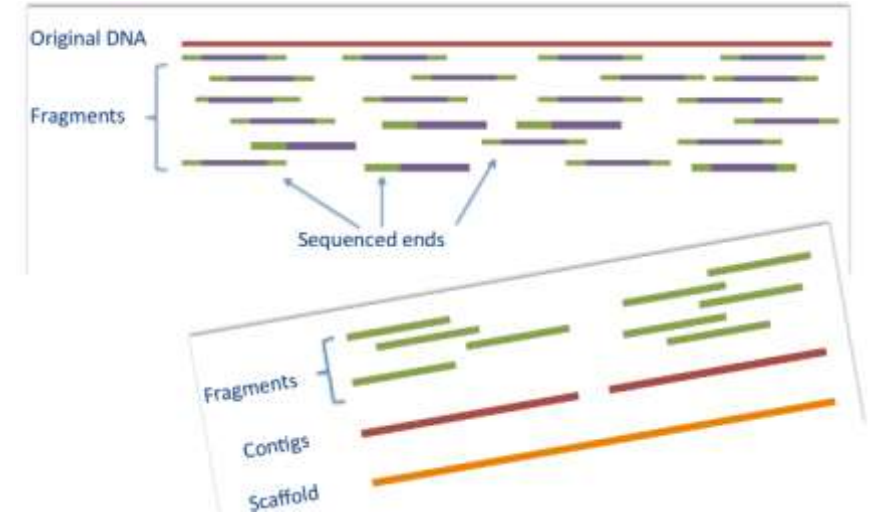 Original DNA
Fragments
Sequenced ends
Fragments
Contigs
Scaffold